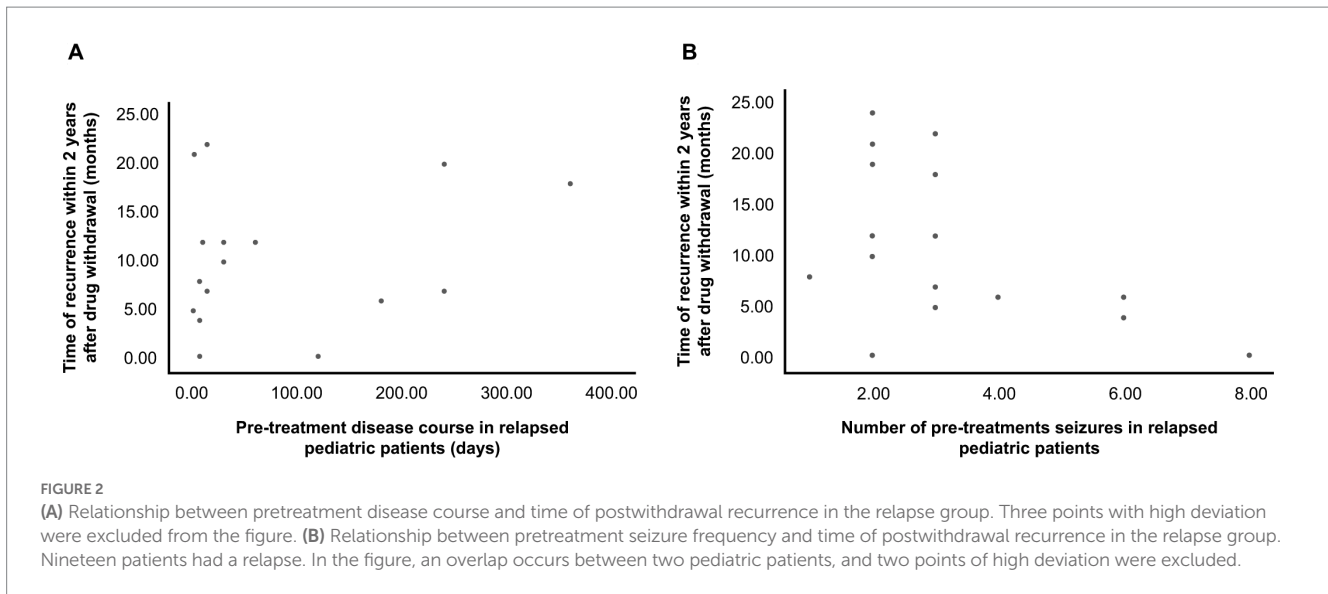 A
Time of recurrence within 2 years
after drug withdrawal (months)
25.00
20.00
15.00
10.00
5.00
0.00
0.00 100.00 200.00 300.00 400.00
Pre-treatment disease course in relapsed
pediatric patients (days)
B
Time of recurrence within 2 years
after drug withdrawal (months)
25.00
20.00
15.00
10.00
5.00
0.00
2.00 4.00 6.00 8.00
Number of pre-treatments seizures in relapsed
pediatric patients
FIGURE 2
(A) Relationship between pretreatment disease course and time of postwithdrawal recurrence in the relapse group. Three points with high deviation
were excluded from the figure. (B) Relationship between pretreatment seizure frequency and time of postwithdrawal recurrence in the relapse group.
Nineteen patients had a relapse. In the figure, an overlap occurs between two pediatric patients, and two points of high deviation were excluded.